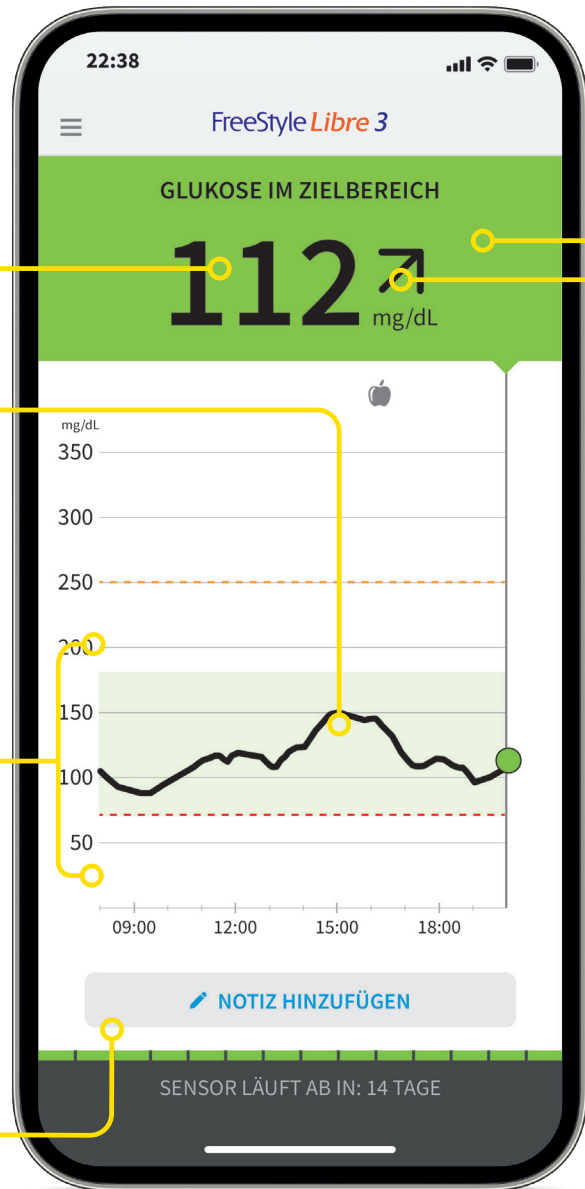 22:38
FreeStyle Libre 3
GLUKOSE IM ZIELBEREICH
112
mg/dL
mg/dL
350
300
250
200
150
100
50
09:00 12:00 15:00 18:00
NOTIZ HINZUFÜGEN
SENSOR LÄUFT AB IN: 14 TAGE